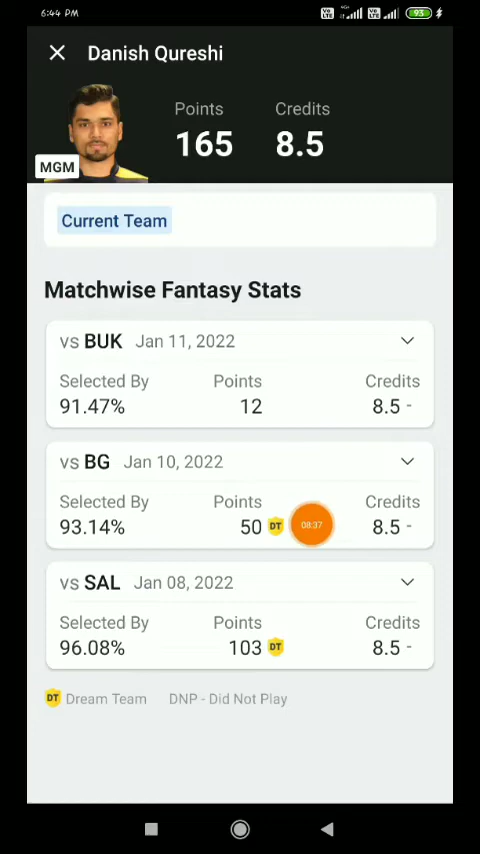 6:44 PM
93
Danish Qureshi
Points Credits
165 8.5
MGM
Current Team
Matchwise Fantasy Stats
vs BUK Jan 11, 2022
Selected By Points Credits
91.47% 12 8.5 -
vs BG Jan 10, 2022
Selected By Points Credits
93.14% 50 DT 08:37 8.5 -
vs SAL Jan 08, 2022
Selected By Points Credits
96.08% 103 DT 8.5 -
DT Dream Team DNP - Did Not Play